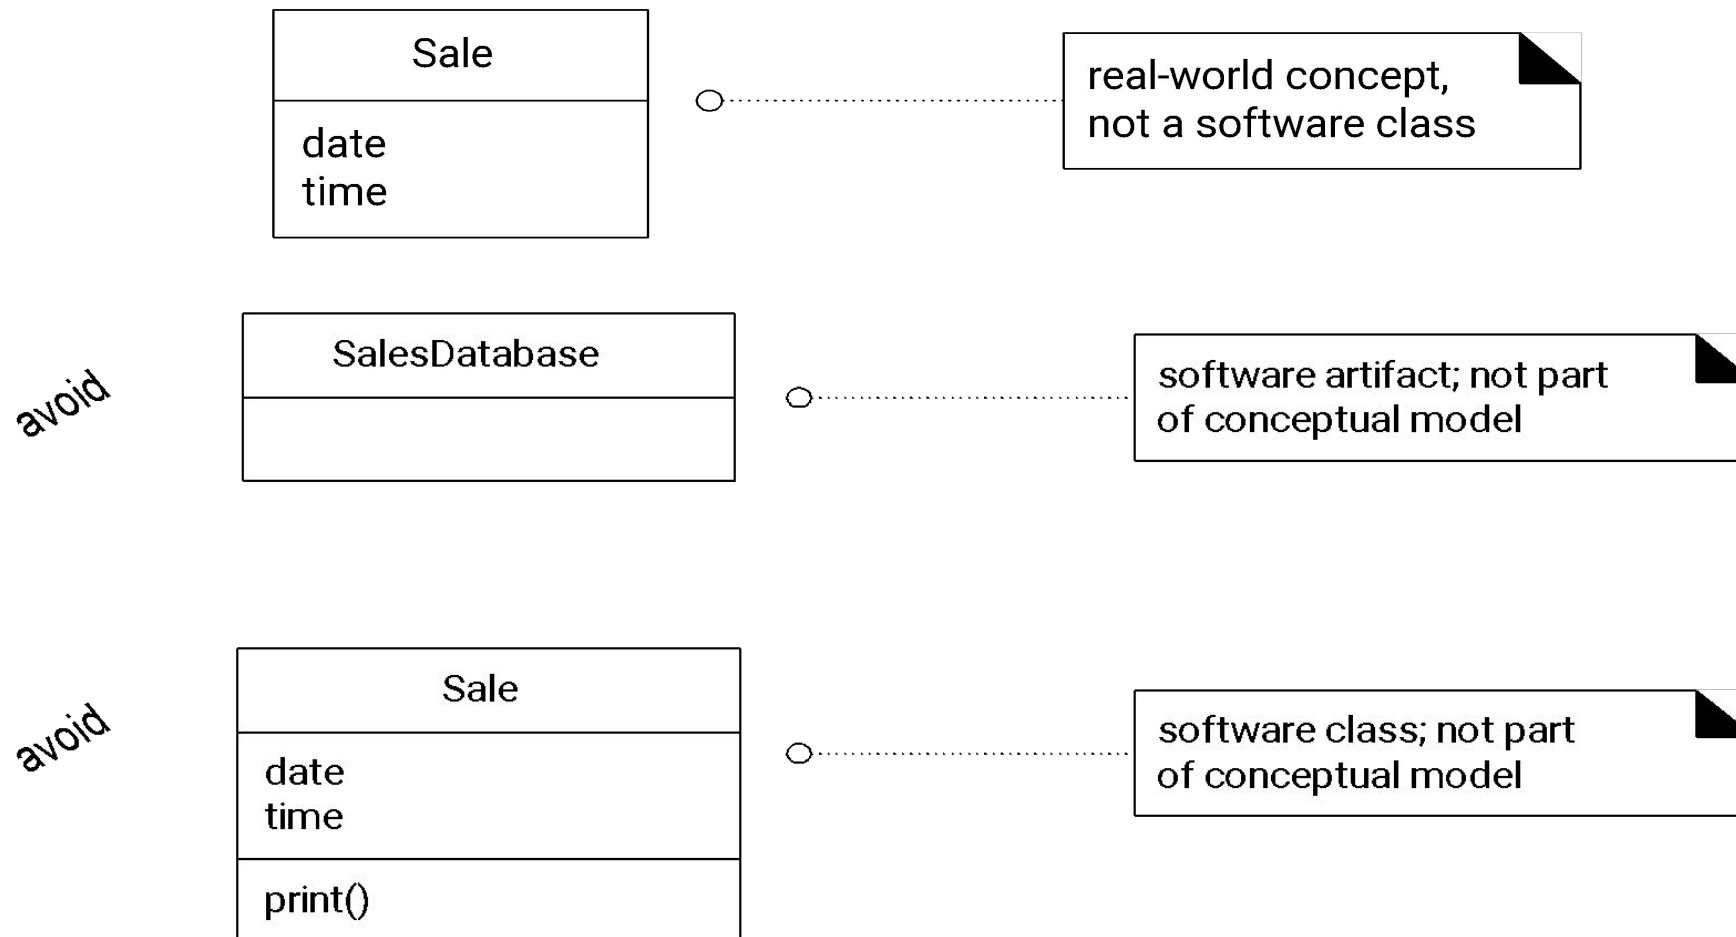 Sale
date
time
real-world concept,
not a software class
avoid
SalesDatabase
software artifact; not part
of conceptual model
avoid
Sale
date
time
print()
software class; not part
of conceptual model